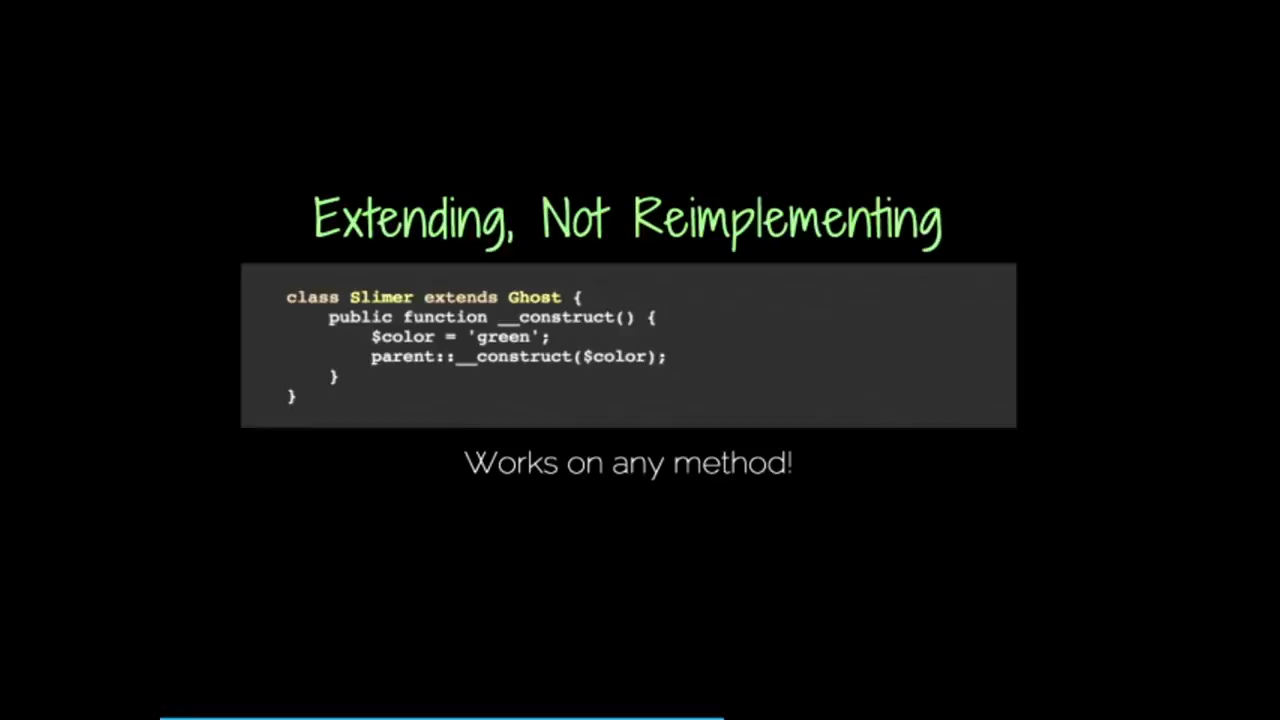 Extending, Not Reimplementing
class Slimer extends Ghost {
    public function __construct() {
        $color = 'green';
        parent::__construct($color);
    }
}
Works on any method!